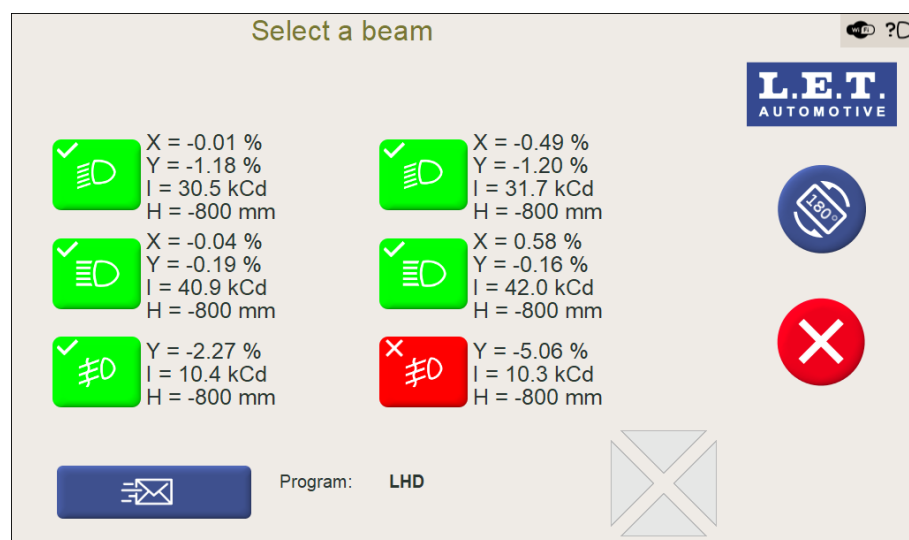 Select a beam
WiFi ?
L.E.T.
AUTOMOTIVE
X = -0.01 %
Y = -1.18 %
I = 30.5 kCd
H = -800 mm
X = -0.49 %
Y = -1.20 %
I = 31.7 kCd
H = -800 mm
180°
X = -0.04 %
Y = -0.19 %
I = 40.9 kCd
H = -800 mm
X = 0.58 %
Y = -0.16 %
I = 42.0 kCd
H = -800 mm
Y = -2.27 %
I = 10.4 kCd
H = -800 mm
Y = -5.06 %
I = 10.3 kCd
H = -800 mm
Program: LHD